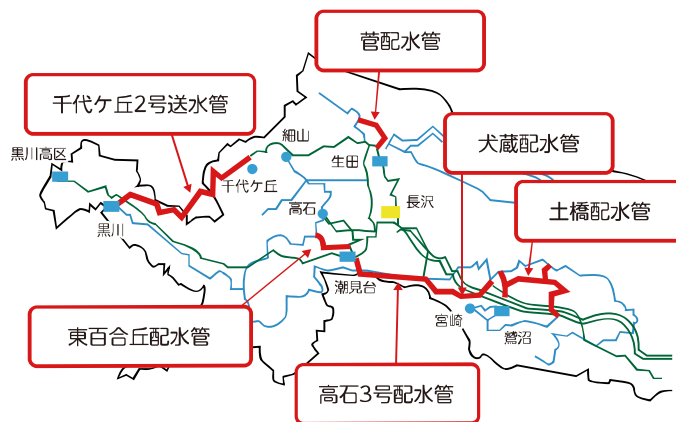 菅配水管
千代ケ丘2号送水管
犬蔵配水管
細山
黒川高区
生田
千代ケ丘
土橋配水管
高石
長沢
黒川
潮見台
東百合丘配水管
宮崎
鷺沼
高石3号配水管